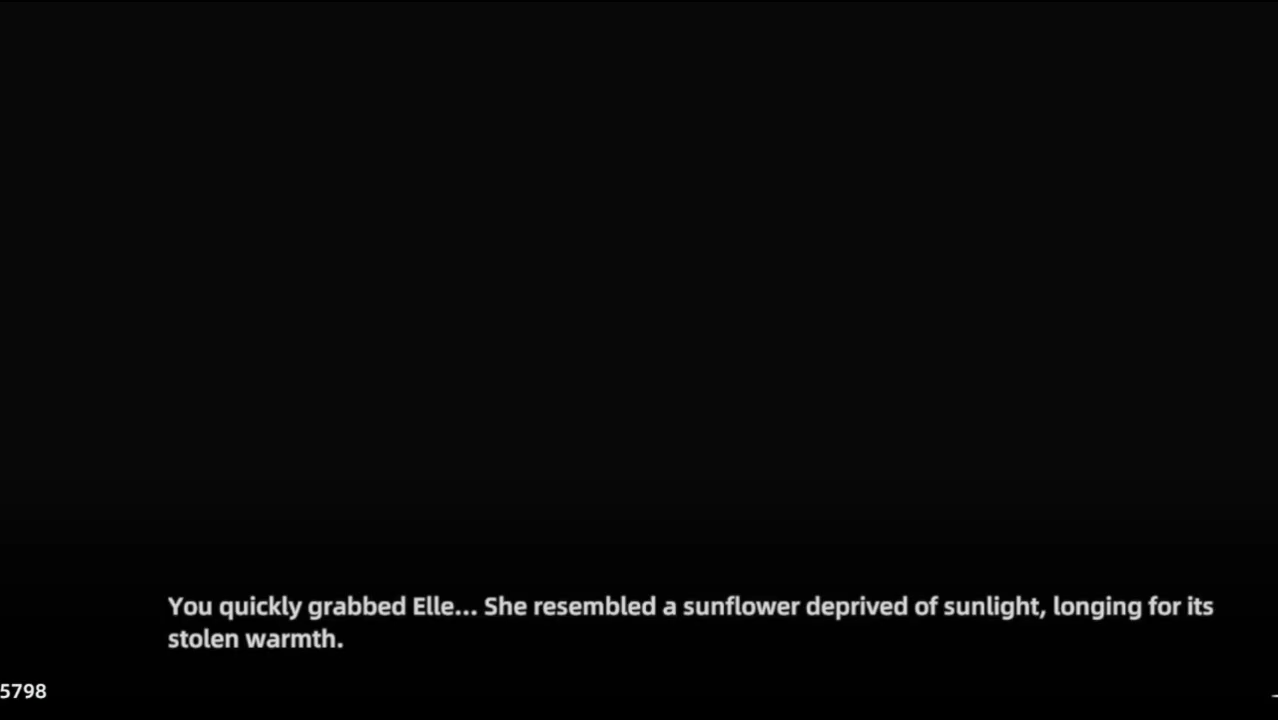 You quickly grabbed Elle... She resembled a sunflower deprived of sunlight, longing for its
stolen warmth.
5798